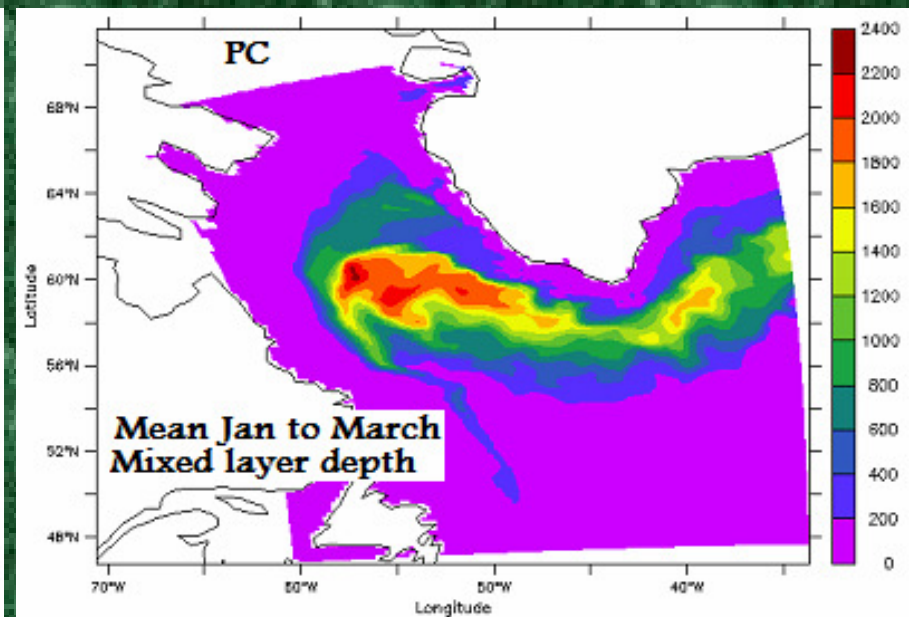 PC
68°N
64°N
60°N
56°N
52°N
48°N
Latitude
Mean Jan to March
Mixed layer depth
70°W 60°W 50°W 40°W
Longitude
2400
2200
2000
1800
1600
1400
1200
1000
800
600
400
200
0